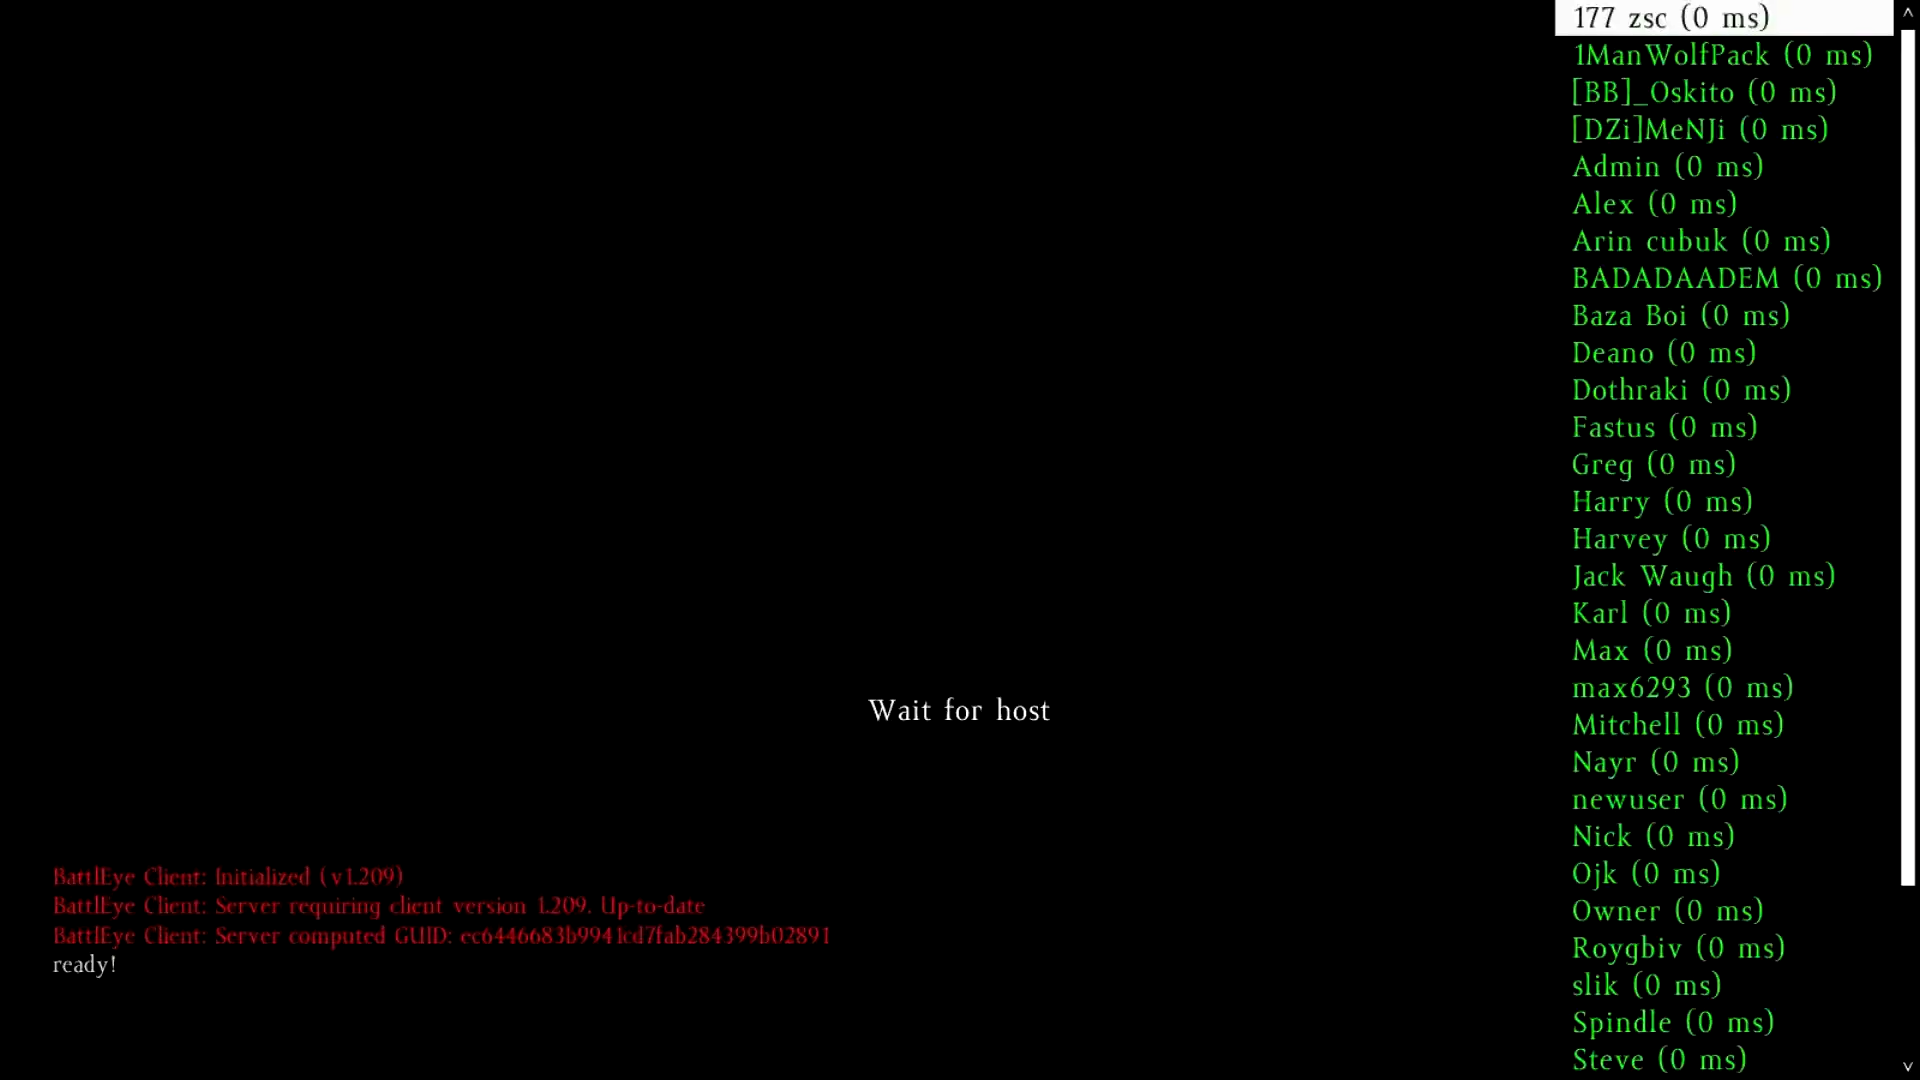 177 zsc (0 ms)
1ManWolfPack (0 ms)
[BB]_Oskito (0 ms)
[DZi]MeNJi (0 ms)
Admin (0 ms)
Alex (0 ms)
Arin cubuk (0 ms)
BADADAADEM (0 ms)
Baza Boi (0 ms)
Deano (0 ms)
Dothraki (0 ms)
Fastus (0 ms)
Greg (0 ms)
Harry (0 ms)
Harvey (0 ms)
Jack Waugh (0 ms)
Karl (0 ms)
Max (0 ms)
max6293 (0 ms)
Mitchell (0 ms)
Nayr (0 ms)
newuser (0 ms)
Nick (0 ms)
Ojk (0 ms)
Owner (0 ms)
Roygbiv (0 ms)
slik (0 ms)
Spindle (0 ms)
Steve (0 ms)
Wait for host
BattlEye Client: Initialized (v1.209)
BattlEye Client: Server requiring client version 1.209. Up-to-date
BattlEye Client: Server computed GUID: ec6446683b9941cd7fab284399b02891
ready!